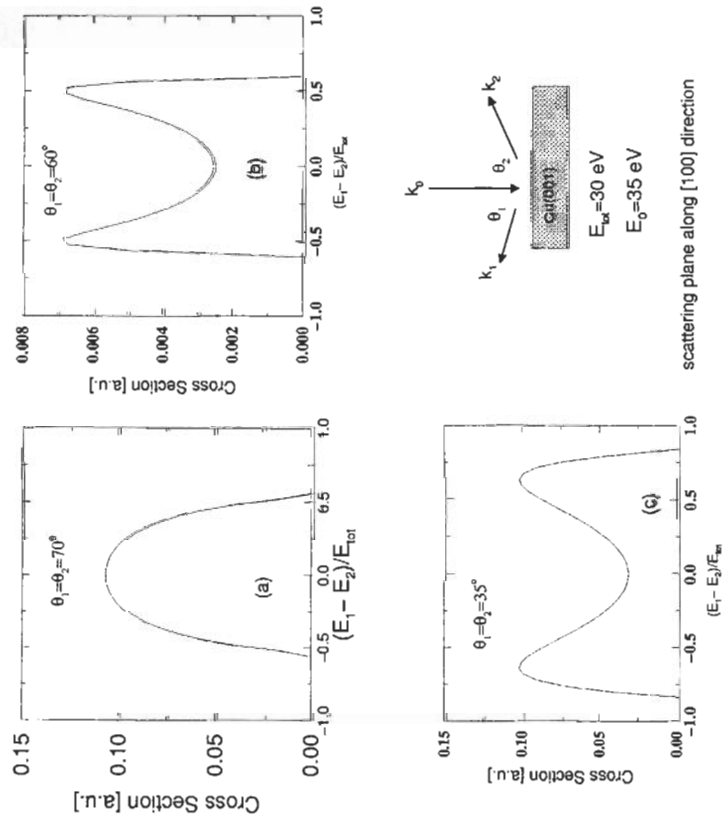 0.15
0.10
0.05
0.00
-1.0
-0.5
0.0
0.5
1.0
Cross Section [a.u.]
(E₁- E₂)/Eₜₒₜ
θ₁=θ₂=70°
(a)
0.008
0.006
0.004
0.002
0.000
-1.0
-0.5
0.0
0.5
1.0
Cross Section [a.u.]
(E₁- E₂)/Eₜₒₜ
θ₁=θ₂=60°
(b)
0.15
0.10
0.05
0.00
-1.0
-0.5
0.0
0.5
1.0
Cross Section [a.u.]
(E₁- E₂)/Eₜₒₜ
θ₁=θ₂=35°
(c)
k₀
k₁
θ₁
θ₂
k₂
Cu(001)
Eₜₒₜ=30 eV
E₀=35 eV
scattering plane along [100] direction